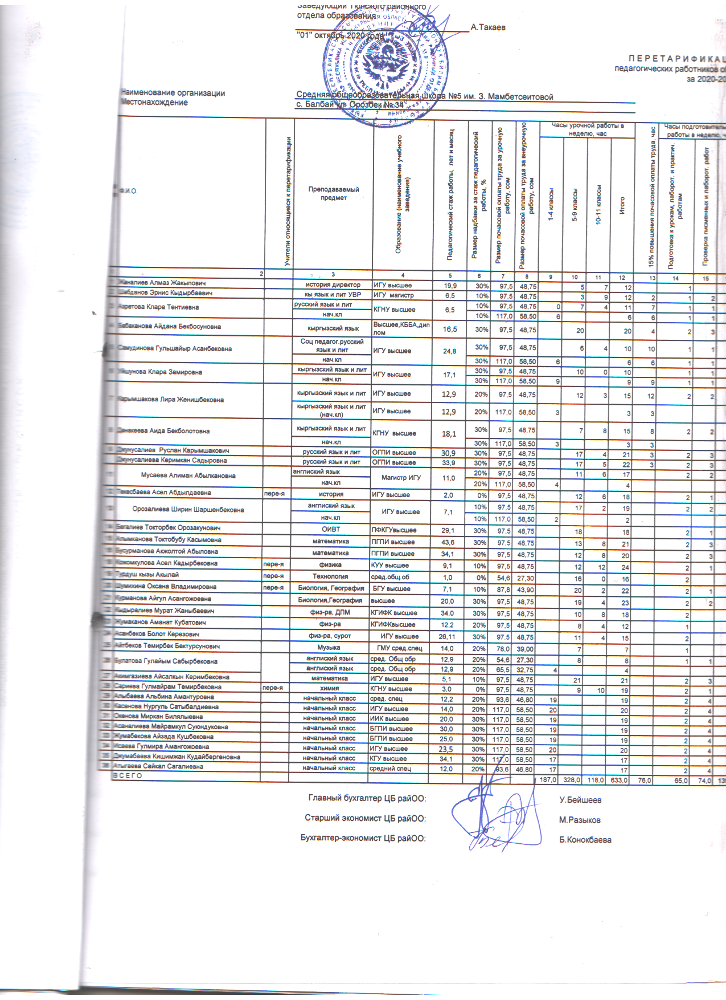 Заведующий Тюпского районного
отдела образования
А.Такаев
"01" октябрь 2020 года
П Е Р Е Т А Р И Ф И К А Ц
педагогических работников об
за 2020-20
Наименование организации Средняя общеобразовательная школа №5 им. З. Мамбетсеитовой
Местонахождение с. Балбай ул. Орозбек № 34
Ф.И.О.
Учители относящиеся к перетарификации
Преподаваемый предмет
Образование (наименование учебного заведения)
Педагогический стаж работы, лет и месяц
Размер надбавки за стаж педагогический работы, %
Размер почасовой оплаты труда за урочную работу, сом
Размер почасовой оплаты труда за внеурочную работу, сом
Часы урочной работы в неделю, час
1-4 классы
5-9 классы
10-11 классы
Итого
15% повышения почасовой оплаты труда, час
Часы подготовитель
работы в неделю, ч
Подготовка к урокам, лаборот. и практич. работам
Проверка писменных и лаборот. работ
2 3 4 5 6 7 8 9 10 11 12 13 14 15
Жаналиев Алмаз Жакыпович история директор ИГУ высшее 19,9 30% 97,5 48,75 5 7 12 1
Шабданов Эрнис Кыдырбаевич кы язык и лит УВР ИГУ магистр 6,5 10% 97,5 48,75 3 9 12 2 1 2
Азретова Клара Тентиевна русский язык и лит КГНУ высшее 6,5 10% 97,5 48,75 0 7 4 11 7 1 1
нач.кл 10% 117,0 58,50 6 6 6 1 1
Бабаканова Айдана Бекбосуновна кыргызский язык Высшее,КББА,диплом 16,5 30% 97,5 48,75 20 20 4 2 3
Самудинова Гульшайыр Асанбековна Соц педагог.русский язык и лит ИГУ высшее 24,8 30% 97,5 48,75 6 4 10 10 1 1
нач.кл 30% 117,0 58,50 6 6 6 1 1
Уйшунова Клара Замировна кыргызский язык и лит ИГУ высшее 17,1 30% 97,5 48,75 10 0 10 1 1
нач.кл 30% 117,0 58,50 9 9 9 1 1
Карымшакова Лира Женишбековна кыргызский язык и лит ИГУ высшее 12,9 20% 97,5 48,75 12 3 15 12 2 2
кыргызский язык и лит (нач.кл) ИГУ высшее 12,9 20% 117,0 58,50 3 3 3
Данакеева Аида Бекболотовна кыргызский язык и лит КГНУ высшее 18,1 30% 97,5 48,75 7 8 15 8 2 2
нач.кл 30% 117,0 58,50 3 3 3
9 Джунусалиев Руслан Карымшакович русский язык и лит ОГПИ высшее 30,9 30% 97,5 48,75 17 4 21 3 2 3
Джунусалиева Керимкан Садыровна русский язык и лит ОГПИ высшее 33,9 30% 97,5 48,75 17 5 22 3 2 3
11 Мусаева Алиман Абылкановна англиский язык Магистр ИГУ 11,0 20% 97,5 48,75 11 6 17 2 2
нач.кл 20% 117,0 58,50 4 4
12 Текесбаева Асел Абдылдаевна пере-я история ИГУ высшее 2,0 0% 97,5 48,75 12 6 18 2 1
13 Орозалиева Ширин Шаршенбековна англиский язык ИГУ высшее 7,1 10% 97,5 48,75 17 2 19 2 2
нач.кл 10% 117,0 58,50 2 2
14 Бегалиев Токторбек Орозакунович ОИВТ ПФКГУвысшее 29,1 30% 97,5 48,75 18 18 2 1
15 Алымканова Токтобубу Касымовна математика ПГПИ высшее 43,6 30% 97,5 48,75 13 8 21 2 3
16 Бусурманова Акжолтой Абыловна математика ПГПИ высшее 34,1 30% 97,5 48,75 12 8 20 2 3
18 Кожомкулова Асел Кадырбековна пере-я физика КУУ высшее 9,1 10% 97,5 48,75 12 12 24 2 1
19 Турдуш кызы Акылай пере-я Технология сред.общ.об 1,0 0% 54,6 27,30 16 0 16 2
20 Шумихина Оксана Владимировна пере-я Биология, География БГУ высшее 7,1 10% 87,8 43,90 20 2 22 2 1
21 Курманова Айгул Асангожоевна Биология,География высшее 20,0 30% 97,5 48,75 19 4 23 2 2
22 Кыдыралиев Мурат Жаныбаевич физ-ра, ДПМ КГИФК высшее 34,0 30% 97,5 48,75 10 8 18 2
23 Жумаканов Аманат Кубатович физ-ра КГИФКвысшее 12,2 20% 97,5 48,75 8 4 12 1
24 Асанбеков Болот Керезович физ-ра, сурот ИГУ высшее 26,11 30% 97,5 48,75 11 4 15 2
25 Айтбеков Темирбек Бектурсунович Музыка ГМУ сред.спец 14,0 20% 78,0 39,00 7 7 1
26 Булатова Гулайым Сабырбековна англиский язык сред. Общ обр 12,9 20% 54,6 27,30 8 8 1 1
англиский язык сред. Общ обр 12,9 20% 65,5 32,75 4 4
27 Акимгазиева Айсалкын Керимбековна математика ИГУ высшее 5,1 10% 97,5 48,75 21 21 2 3
28 Сариева Гулмайрам Темирбековна пере-я химия КГНУ высшее 3,0 0% 97,5 48,75 9 10 19 2 1
29 Алыбаева Альбина Амантуровна начальный класс сред. спец 12,2 20% 93,6 46,80 19 19 2 4
30 Касенова Нургуль Сатыбалдиевна начальный класс ИГУ высшее 14,0 20% 117,0 58,50 20 20 2 4
31 Окенова Миркан Билялыевна начальный класс ИИК высшее 20,0 30% 117,0 58,50 19 19 2 4
32 Асаналиева Майрамкул Суюндуковна начальный класс БГПИ высшее 30,0 30% 117,0 58,50 19 19 2 4
33 Жумабекова Айзада Кушбековна начальный класс БГПИ высшее 25,0 30% 117,0 58,50 19 19 2 4
34 Исаева Гулмира Амангожоевна начальный класс ИГУ высшее 23,5 30% 117,0 58,50 20 20 2 4
35 Джумабаева Кишимжан Кудайбергеновна начальный класс КГУ высшее 34,1 30% 117,0 58,50 17 17 2 4
36 Атыгаева Сайкал Сагалиевна начальный класс средний спец 12,0 20% 93,6 46,80 17 17 2 4
В С Е Г О 187,0 328,0 118,0 633,0 76,0 65,0 74,0 13
Главный бухгалтер ЦБ райОО: У.Бейшеев
Старший экономист ЦБ райОО: М.Разыков
Бухгалтер-экономист ЦБ райОО: Б.Конокбаева